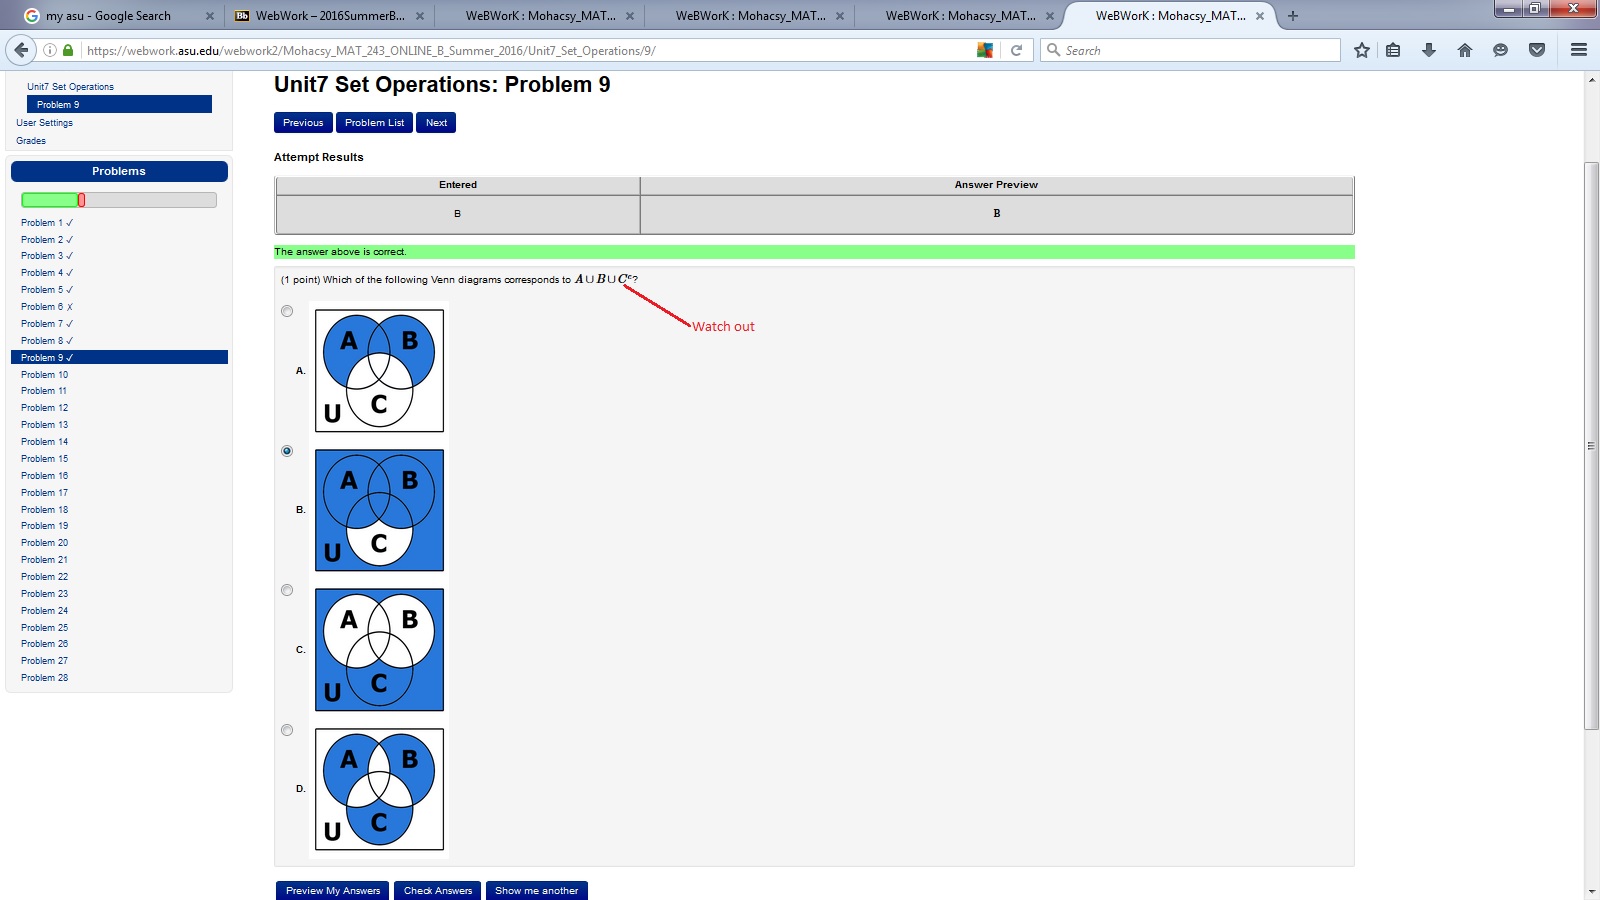 my asu - Google Search
WebWork – 2016SummerB...
WeBWorK : Mohacsy_MAT...
WeBWorK : Mohacsy_MAT...
WeBWorK : Mohacsy_MAT...
WeBWorK : Mohacsy_MAT...
https://webwork.asu.edu/webwork2/Mohacsy_MAT_243_ONLINE_B_Summer_2016/Unit7_Set_Operations/9/
Search
Unit7 Set Operations
Problem 9
User Settings
Grades
Problems
Problem 1 ✓
Problem 2 ✓
Problem 3 ✓
Problem 4 ✓
Problem 5 ✓
Problem 6 ✗
Problem 7 ✓
Problem 8 ✓
Problem 9 ✓
Problem 10
Problem 11
Problem 12
Problem 13
Problem 14
Problem 15
Problem 16
Problem 17
Problem 18
Problem 19
Problem 20
Problem 21
Problem 22
Problem 23
Problem 24
Problem 25
Problem 26
Problem 27
Problem 28
Unit7 Set Operations: Problem 9
Previous Problem List Next
Attempt Results
Entered Answer Preview
B B
The answer above is correct.
(1 point) Which of the following Venn diagrams corresponds to A ∪ B ∪ Cᶜ?
Watch out
A.
A B
C
U
B.
A B
C
U
C.
A B
C
U
D.
A B
C
U
Preview My Answers Check Answers Show me another